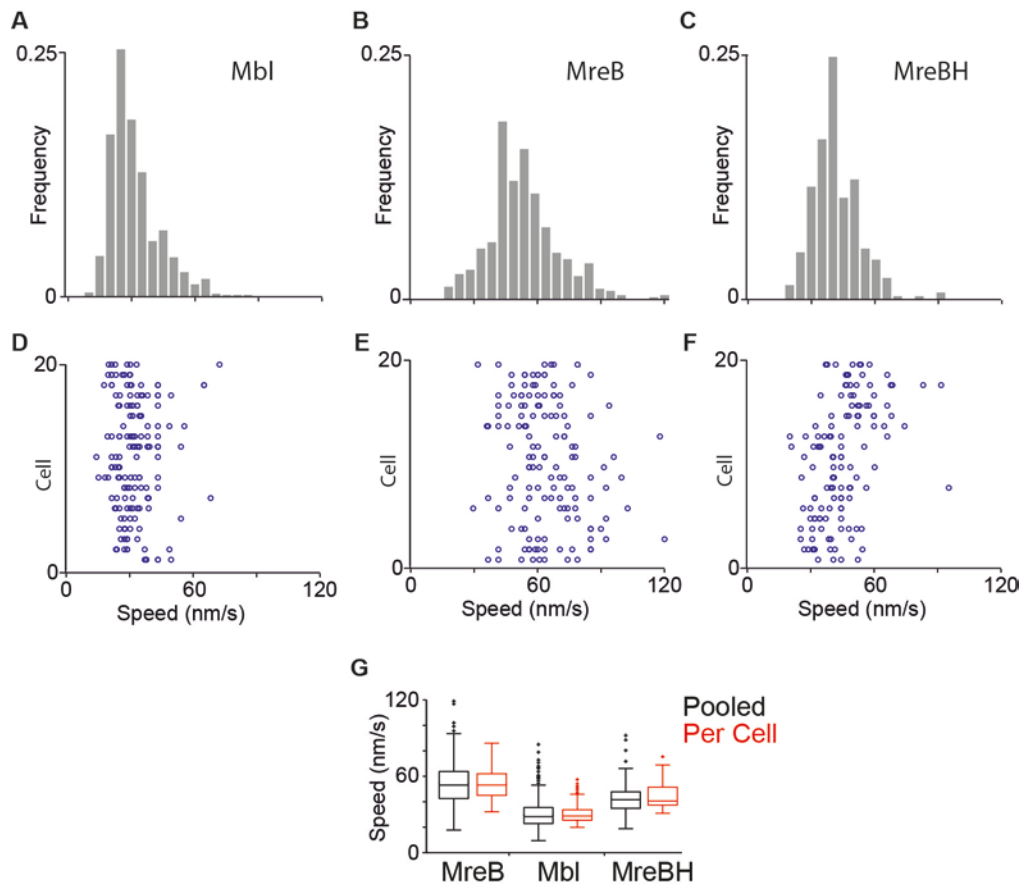 A
B
C
0.25
Mbl
Frequency
0
0.25
MreB
Frequency
0
0.25
MreBH
Frequency
0
D
E
F
20
Cell
0
0 60 120
Speed (nm/s)
20
Cell
0
0 60 120
Speed (nm/s)
20
Cell
0
0 60 120
Speed (nm/s)
G
120
60
0
Speed (nm/s)
Pooled
Per Cell
MreB Mbl MreBH